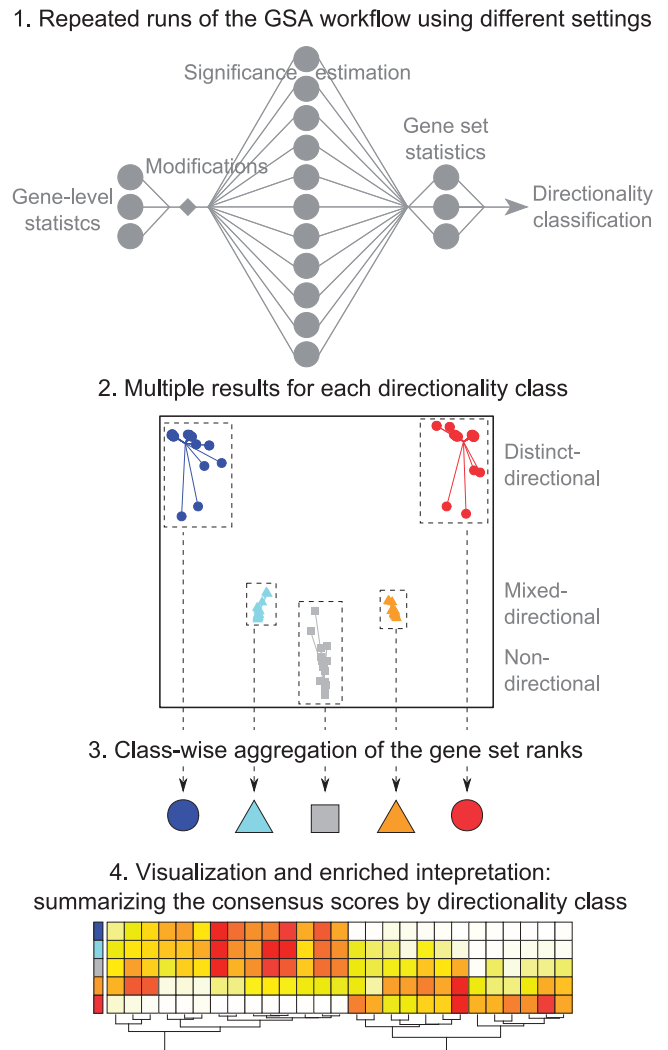 1. Repeated runs of the GSA workflow using different settings
Significance estimation
Gene set
statistics
Modifications
Gene-level
statistcs
Directionality
classification
2. Multiple results for each directionality class
Distinct-
directional
Mixed-
directional
Non-
directional
3. Class-wise aggregation of the gene set ranks
4. Visualization and enriched intepretation:
summarizing the consensus scores by directionality class